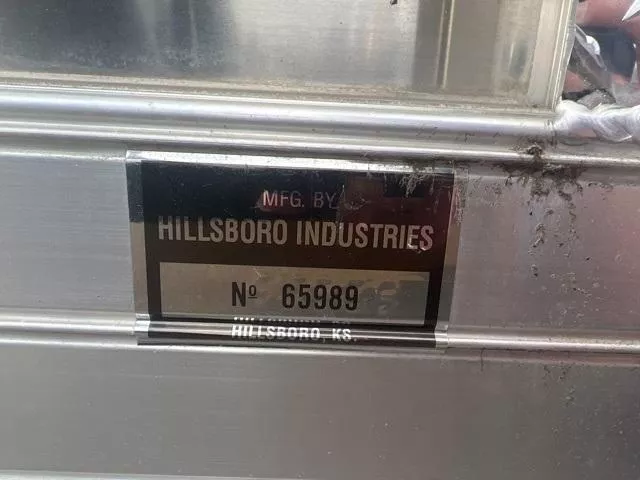 MFG. BY
HILLSBORO INDUSTRIES
Nº 65989
HILLSBORO, KS.